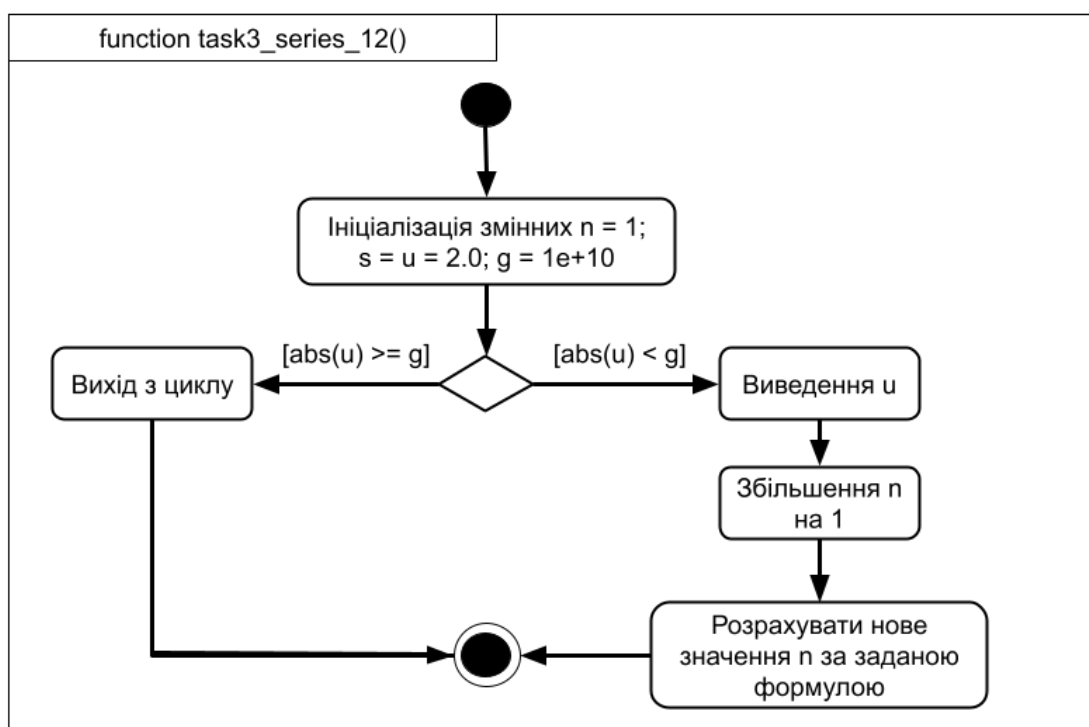 function task3_series_12()
Ініціалізація змінних n = 1;
s = u = 2.0; g = 1e+10
[abs(u) >= g]
[abs(u) < g]
Вихід з циклу
Виведення u
Збільшення n
на 1
Розрахувати нове
значення n за заданою
формулою